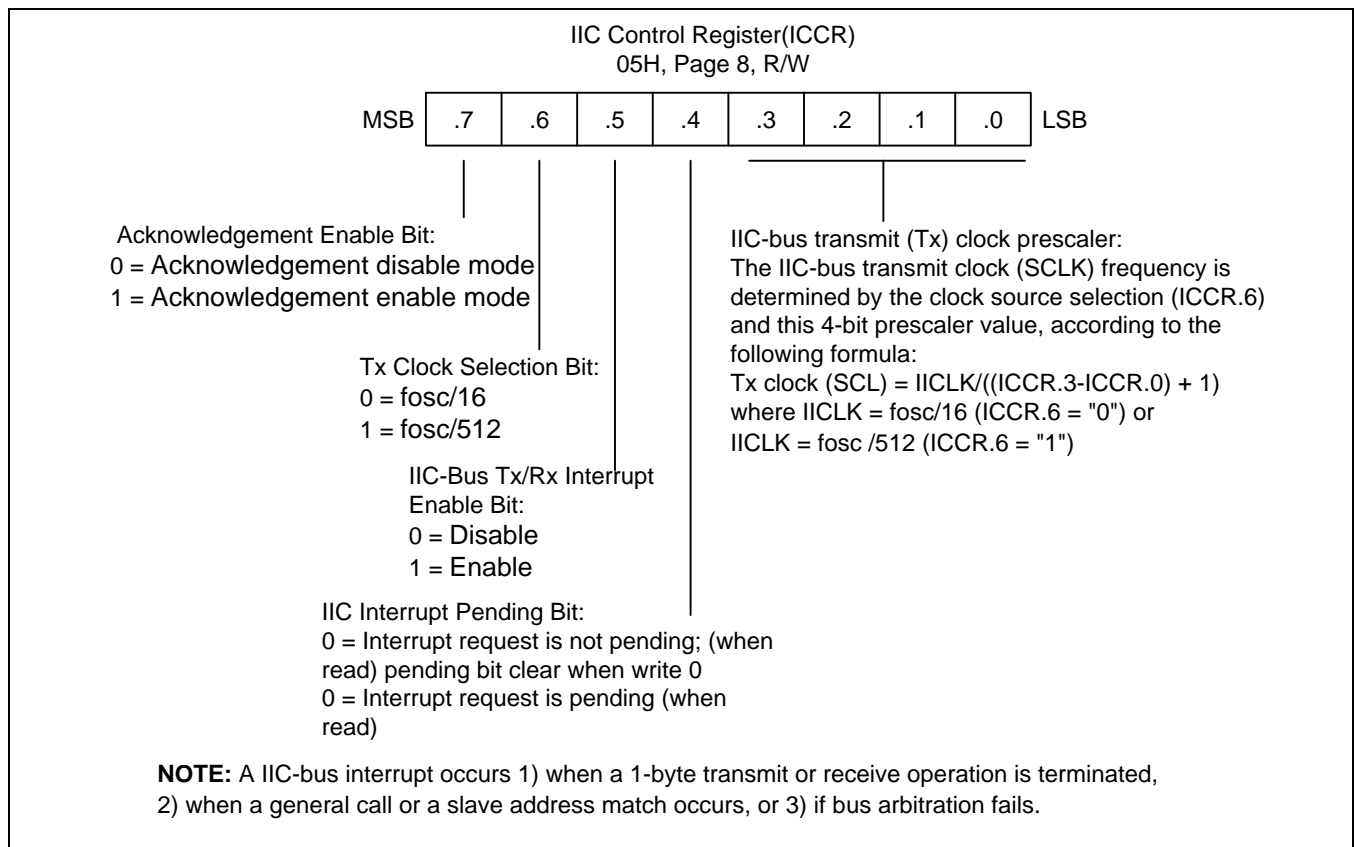 IIC Control Register(ICCR)
05H, Page 8, R/W
MSB .7 .6 .5 .4 .3 .2 .1 .0 LSB
Acknowledgement Enable Bit:
0 = Acknowledgement disable mode
1 = Acknowledgement enable mode
Tx Clock Selection Bit:
0 = fosc/16
1 = fosc/512
IIC-Bus Tx/Rx Interrupt
Enable Bit:
0 = Disable
1 = Enable
IIC Interrupt Pending Bit:
0 = Interrupt request is not pending; (when
read) pending bit clear when write 0
0 = Interrupt request is pending (when
read)
IIC-bus transmit (Tx) clock prescaler:
The IIC-bus transmit clock (SCLK) frequency is
determined by the clock source selection (ICCR.6)
and this 4-bit prescaler value, according to the
following formula:
Tx clock (SCL) = IICLK/((ICCR.3-ICCR.0) + 1)
where IICLK = fosc/16 (ICCR.6 = "0") or
IICLK = fosc /512 (ICCR.6 = "1")
NOTE: A IIC-bus interrupt occurs 1) when a 1-byte transmit or receive operation is terminated,
2) when a general call or a slave address match occurs, or 3) if bus arbitration fails.